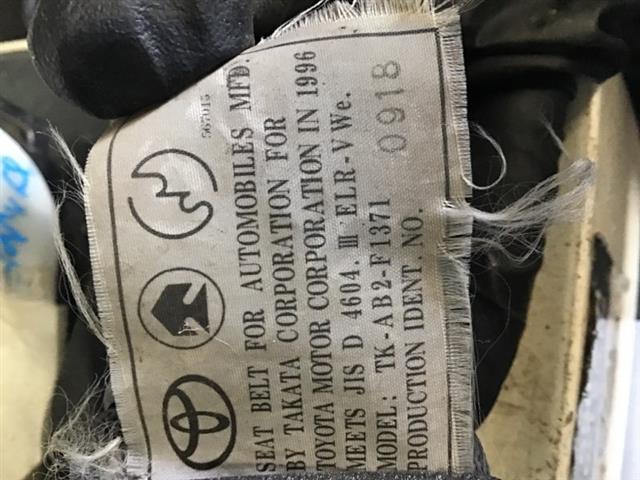 SEAT BELT FOR AUTOMOBILES MFD.
BY TAKATA CORPORATION FOR
TOYOTA MOTOR CORPORATION IN 1996
MEETS JIS D 4604. Ⅲ ELR-VWe.
MODEL: TK-AB2-F1371
PRODUCTION IDENT. NO. 0918